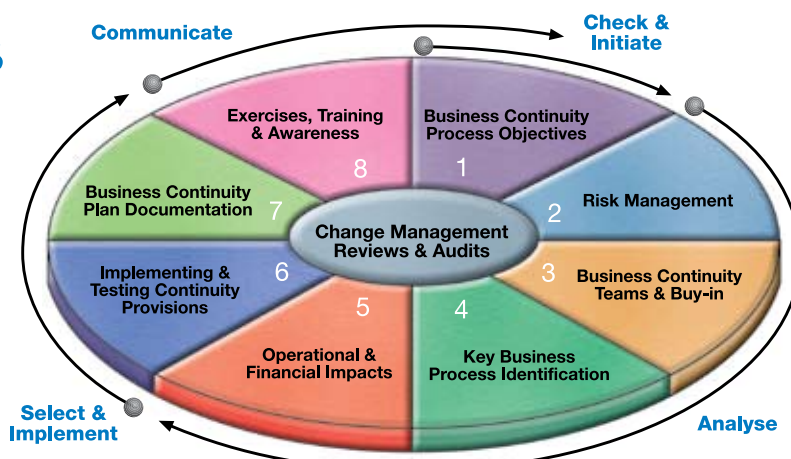 Communicate
Check &
Initiate
Exercises, Training
& Awareness
8
Business Continuity
Process Objectives
1
Risk Management
2
Business Continuity
Teams & Buy-in
3
Key Business
Process Identification
4
Operational &
Financial Impacts
5
Implementing &
Testing Continuity
Provisions
6
Business Continuity
Plan Documentation
7
Change Management
Reviews & Audits
Select &
Implement
Analyse